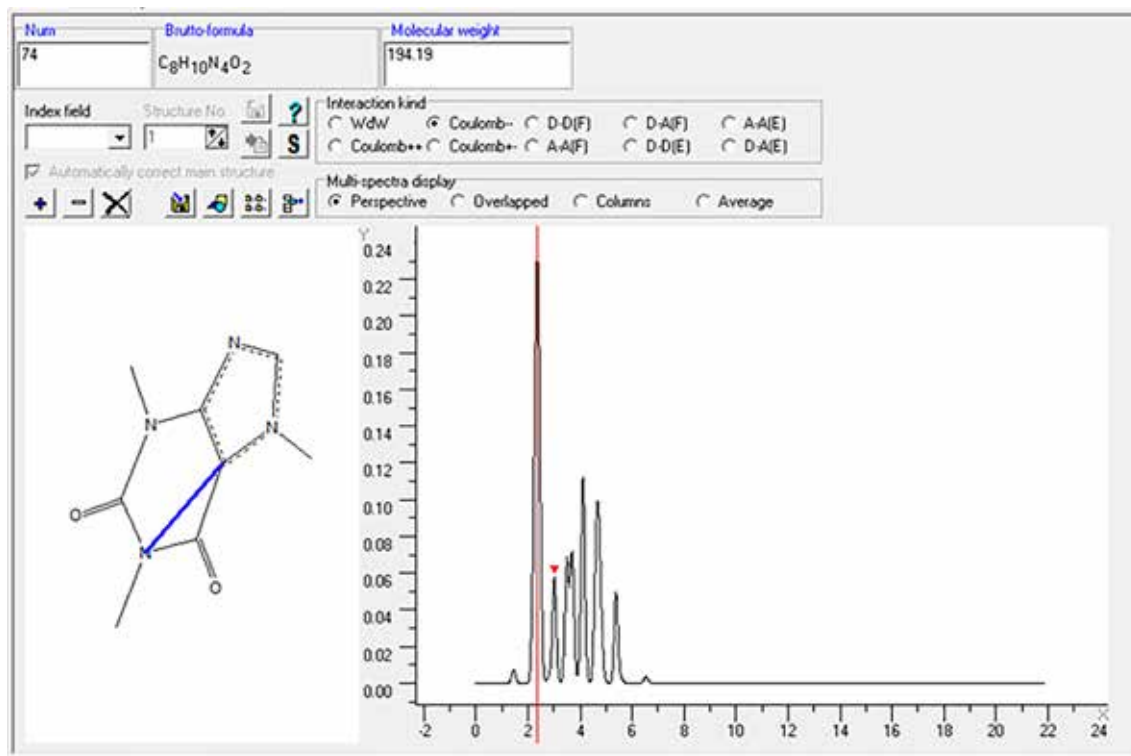 Num Brutto-formula Molecular weight
74 C8H10N4O2 194.19
Index field Structure No. Interaction kind
1 ? WdW Coulomb-- D-D(F) D-A(F) A-A(E)
S Coulomb++ Coulomb+- A-A(F) D-D(E) D-A(E)
Automatically correct main structure
Multi-spectra display
+ - X Perspective Overlapped Columns Average
Y
0.24
0.22
0.20
0.18
0.16
0.14
0.12
0.10
0.08
0.06
0.04
0.02
0.00
-2 0 2 4 6 8 10 12 14 16 18 20 22 24
X
N
N
N
O
N
O